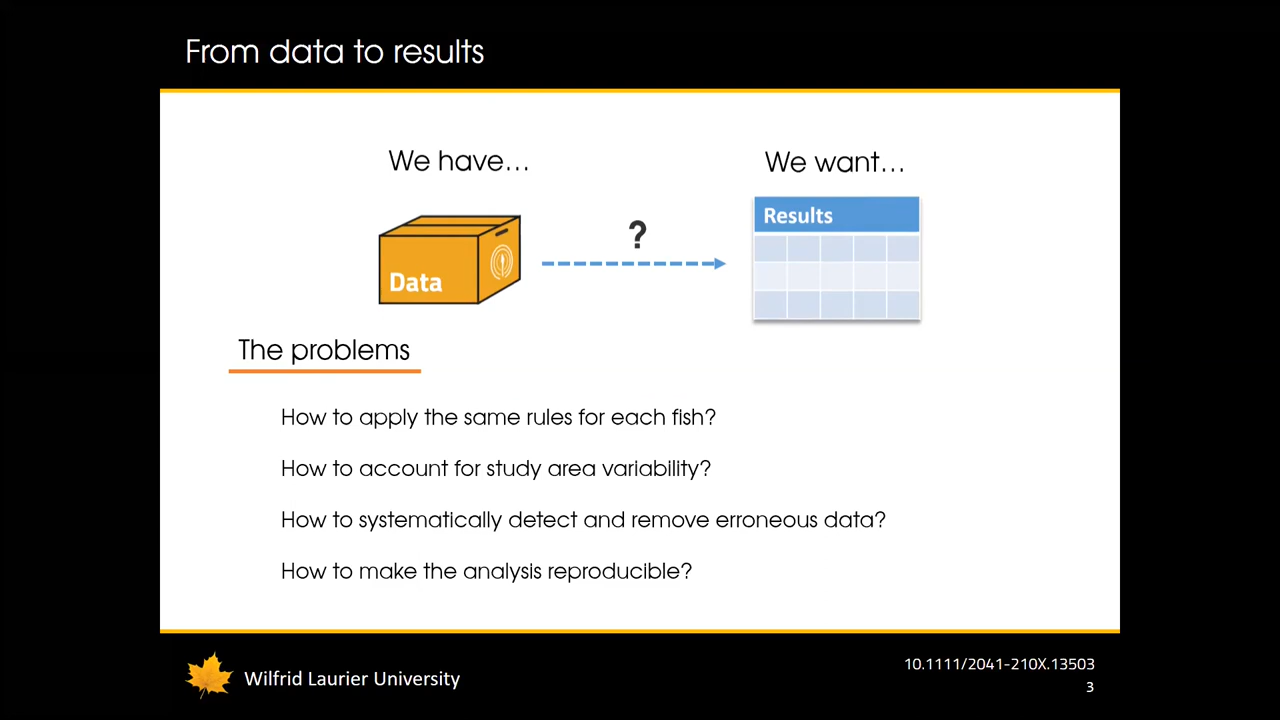 From data to results
We have…
We want…
Results
?
Data
The problems
How to apply the same rules for each fish?
How to account for study area variability?
How to systematically detect and remove erroneous data?
How to make the analysis reproducible?
Wilfrid Laurier University
10.1111/2041-210X.13503
3